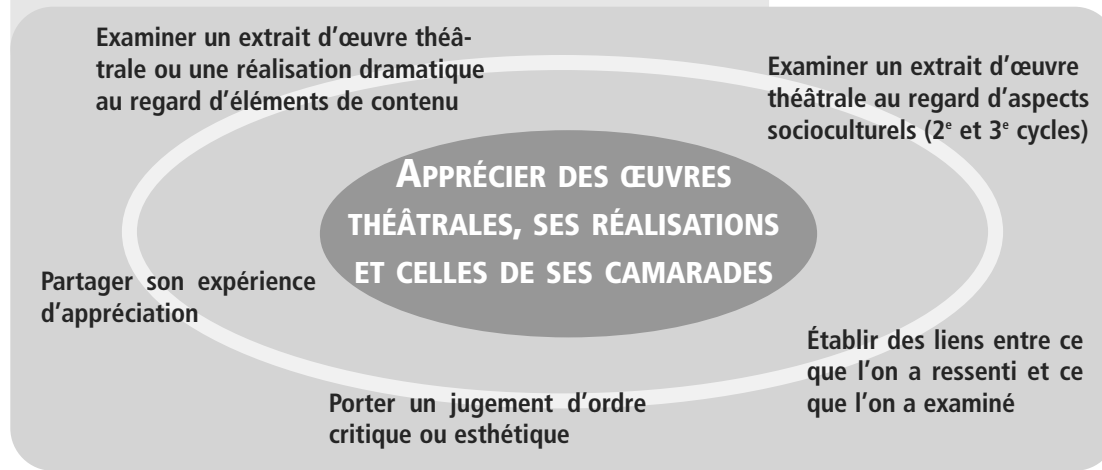 Examiner un extrait d'œuvre théâ-
trale ou une réalisation dramatique
au regard d'éléments de contenu
Examiner un extrait d'œuvre
théâtrale au regard d'aspects
socioculturels (2e et 3e cycles)
APPRÉCIER DES ŒUVRES
THÉÂTRALES, SES RÉALISATIONS
ET CELLES DE SES CAMARADES
Partager son expérience
d'appréciation
Établir des liens entre ce
que l'on a ressenti et ce
que l'on a examiné
Porter un jugement d'ordre
critique ou esthétique